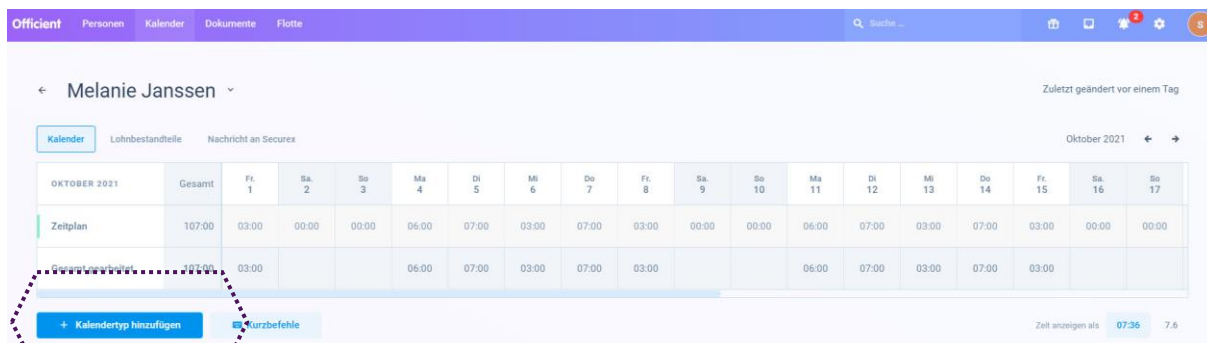 Officient Personen Kalender Dokumente Flotte Suche ... 2 S
Melanie Janssen Zuletzt geändert vor einem Tag
Kalender Lohnbestandteile Nachricht an Securex Oktober 2021
OKTOBER 2021 Gesamt Fr. 1 Sa. 2 So 3 Ma 4 Di 5 Mi 6 Do 7 Fr. 8 Sa. 9 So 10 Ma 11 Di 12 Mi 13 Do 14 Fr. 15 Sa. 16 So 17
Zeitplan 107:00 03:00 00:00 00:00 06:00 07:00 03:00 07:00 03:00 00:00 00:00 06:00 07:00 03:00 07:00 03:00 00:00 00:00
Gesamt gearbeitet 107:00 03:00 06:00 07:00 03:00 07:00 03:00 06:00 07:00 03:00 07:00 03:00
+ Kalendertyp hinzufügen Kurzbefehle Zeit anzeigen als 07:36 7.6